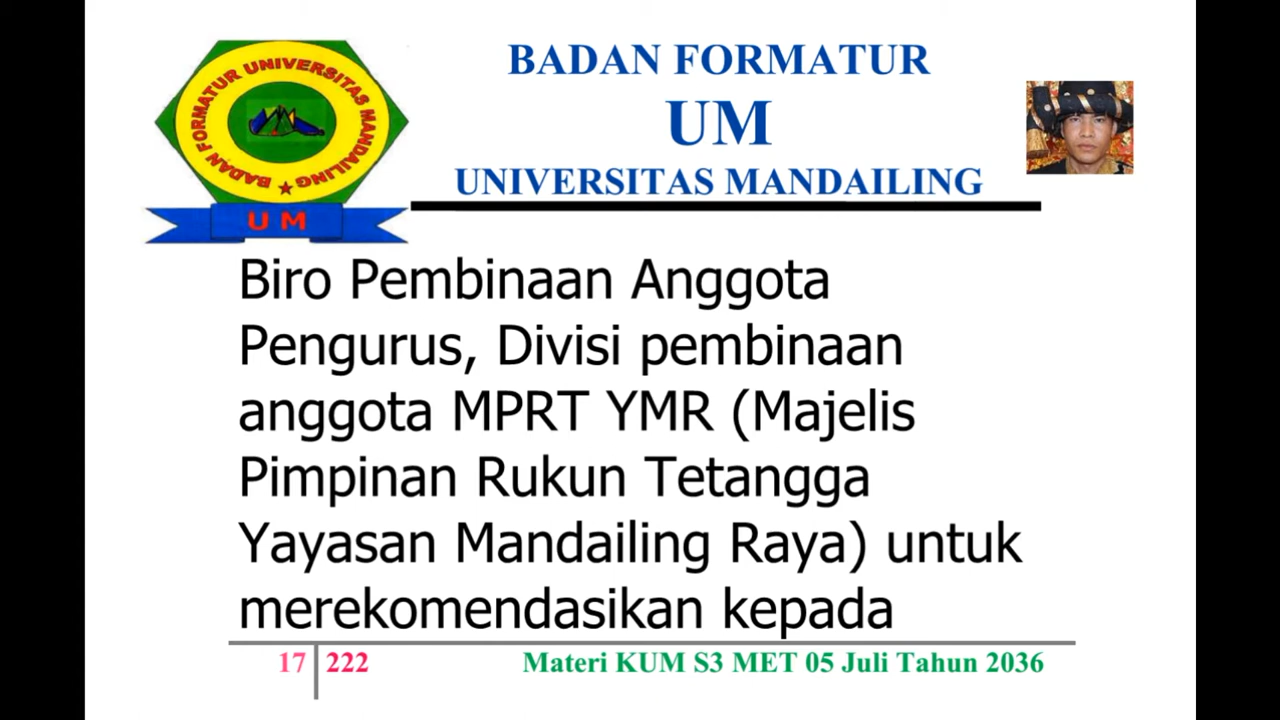 BADAN FORMATUR UNIVERSITAS MANDAILING
U M
BADAN FORMATUR
UM
UNIVERSITAS MANDAILING
Biro Pembinaan Anggota
Pengurus, Divisi pembinaan
anggota MPRT YMR (Majelis
Pimpinan Rukun Tetangga
Yayasan Mandailing Raya) untuk
merekomendasikan kepada
17 222
Materi KUM S3 MET 05 Juli Tahun 2036